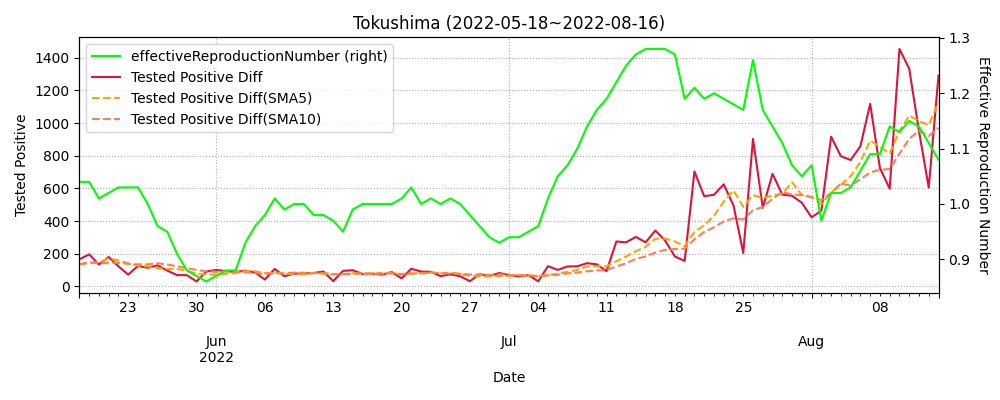 Tokushima (2022-05-18~2022-08-16)
effectiveReproductionNumber (right)
Tested Positive Diff
Tested Positive Diff(SMA5)
Tested Positive Diff(SMA10)
Tested Positive
1400
1200
1000
800
600
400
200
0
1.3
1.2
1.1
1.0
0.9
Effective Reproduction Number
23 30 06 13 20 27 04 11 18 25 08
Jun Jul Aug
2022
Date